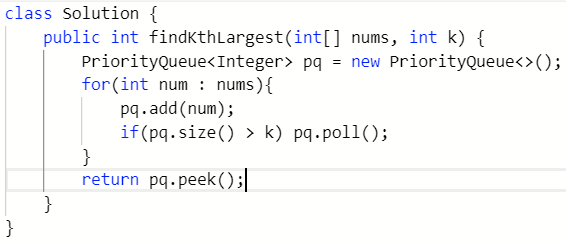 class Solution {
    public int findKthLargest(int[] nums, int k) {
        PriorityQueue<Integer> pq = new PriorityQueue<>();
        for(int num : nums){
            pq.add(num);
            if(pq.size() > k) pq.poll();
        }
        return pq.peek();
    }
}